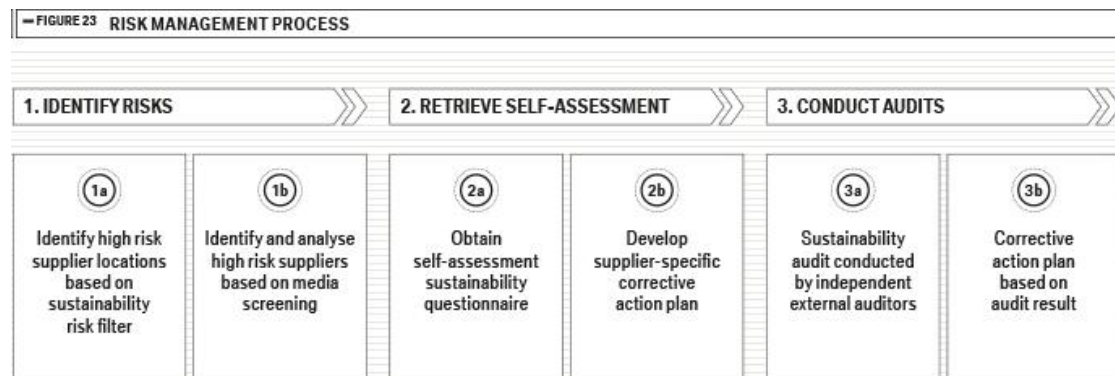 FIGURE 23 RISK MANAGEMENT PROCESS
1. IDENTIFY RISKS
2. RETRIEVE SELF-ASSESSMENT
3. CONDUCT AUDITS
1a
Identify high risk
supplier locations
based on
sustainability
risk filter
1b
Identify and analyse
high risk suppliers
based on media
screening
2a
Obtain
self-assessment
sustainability
questionnaire
2b
Develop
supplier-specific
corrective
action plan
3a
Sustainability
audit conducted
by independent
external auditors
3b
Corrective
action plan
based on
audit result